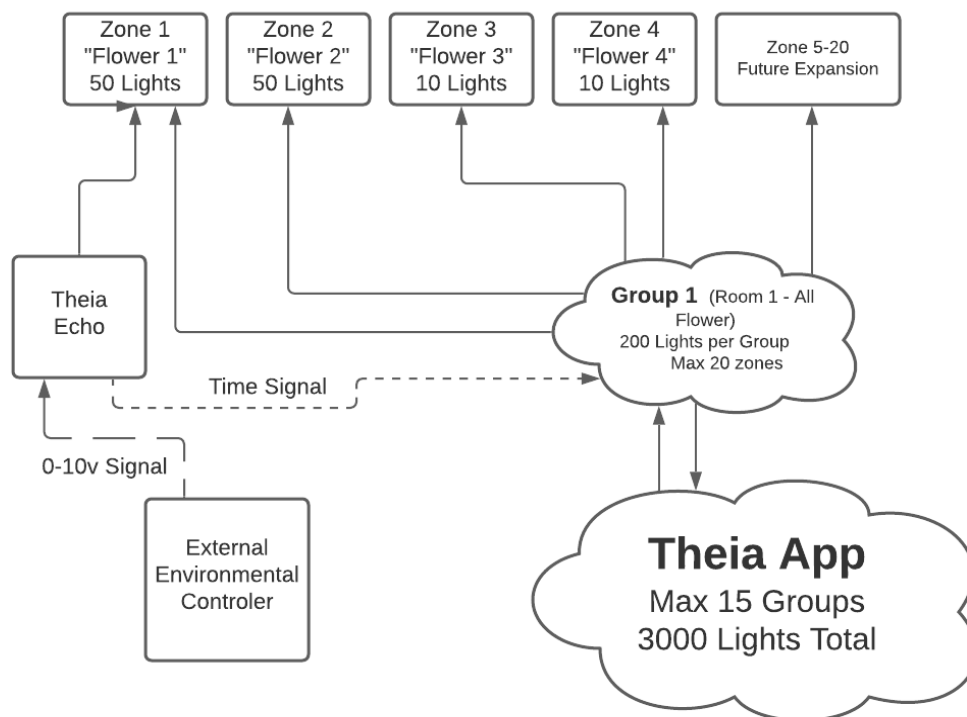 Zone 1
"Flower 1"
50 Lights
Zone 2
"Flower 2"
50 Lights
Zone 3
"Flower 3"
10 Lights
Zone 4
"Flower 4"
10 Lights
Zone 5-20
Future Expansion
Theia
Echo
Group 1 (Room 1 - All
Flower)
200 Lights per Group
Max 20 zones
Time Signal
0-10v Signal
External
Environmental
Controler
Theia App
Max 15 Groups
3000 Lights Total